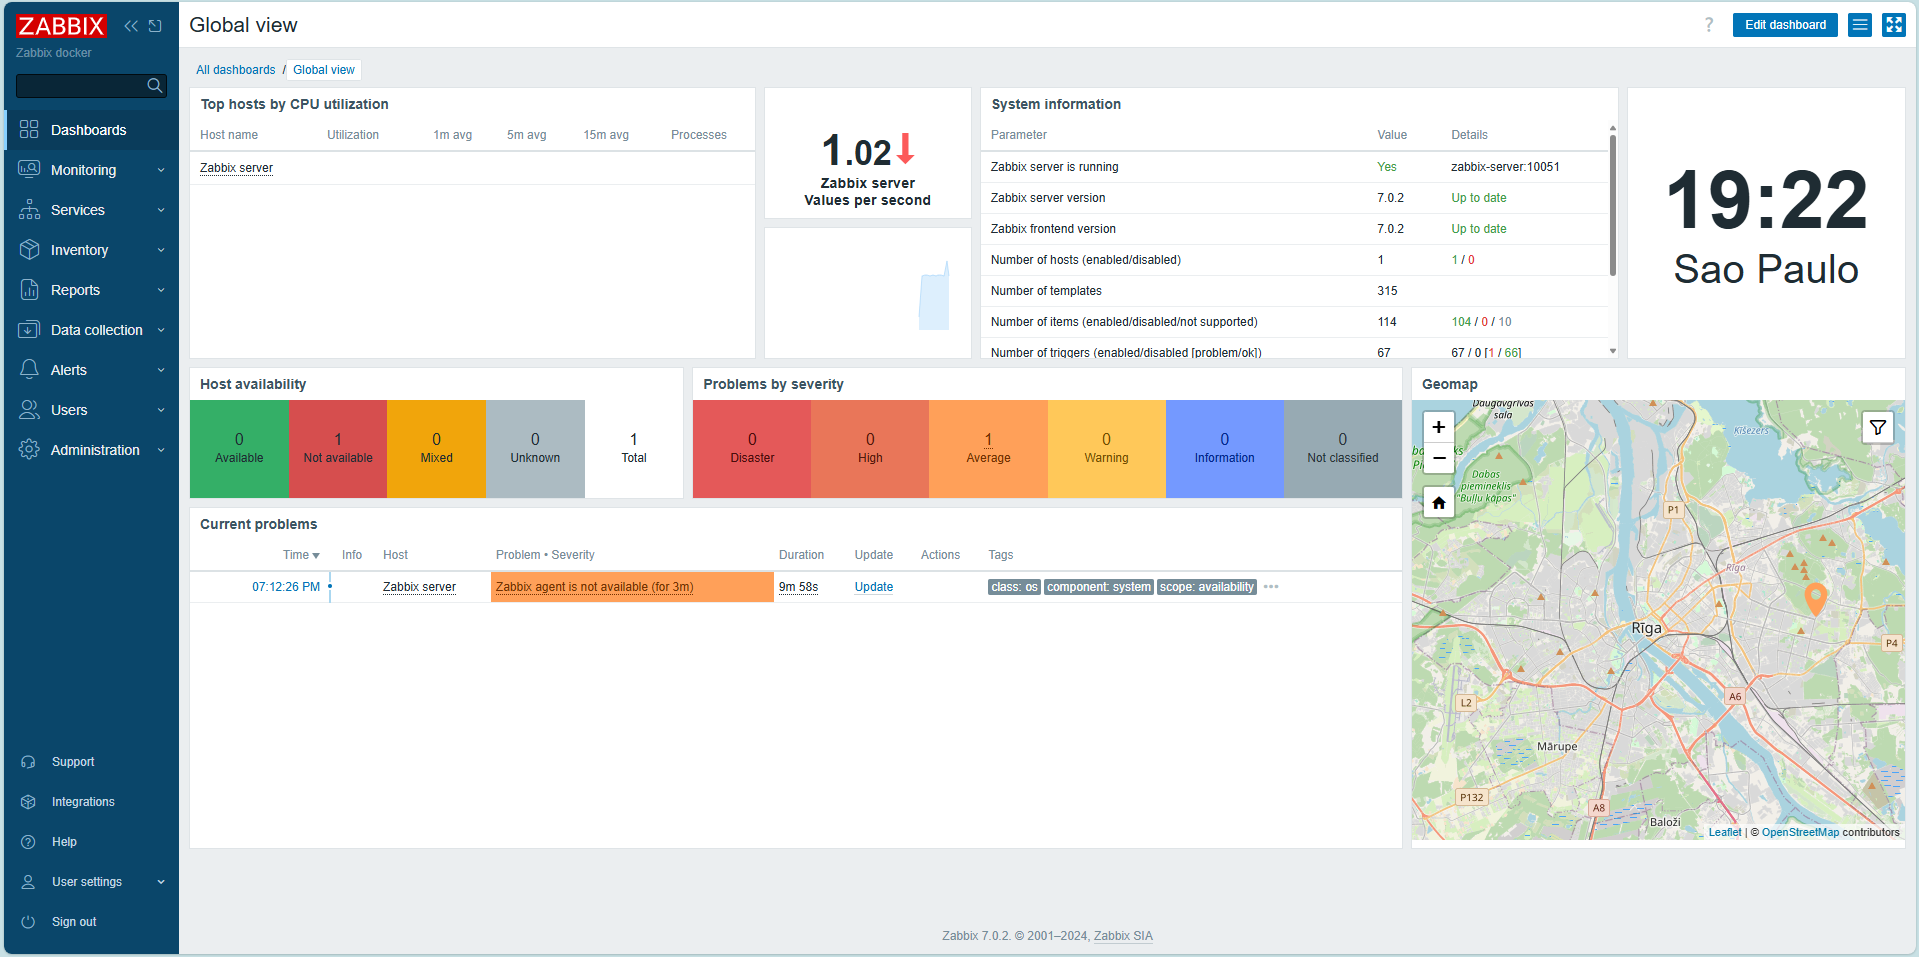 ZABBIX
Zabbix docker
Dashboards
Monitoring
Services
Inventory
Reports
Data collection
Alerts
Users
Administration
Support
Integrations
Help
User settings
Sign out
Global view
? Edit dashboard
All dashboards / Global view
Top hosts by CPU utilization
Host name Utilization 1m avg 5m avg 15m avg Processes
Zabbix server
1.02
Zabbix server
Values per second
System information
Parameter Value Details
Zabbix server is running Yes zabbix-server:10051
Zabbix server version 7.0.2 Up to date
Zabbix frontend version 7.0.2 Up to date
Number of hosts (enabled/disabled) 1 1 / 0
Number of templates 315
Number of items (enabled/disabled/not supported) 114 104 / 0 / 10
Number of triggers (enabled/disabled [problem/ok]) 67 67 / 0 [1 / 66]
19:22
Sao Paulo
Host availability
0 1 0 0 1
Available Not available Mixed Unknown Total
Problems by severity
0 0 1 0 0 0
Disaster High Average Warning Information Not classified
Current problems
Time Info Host Problem • Severity Duration Update Actions Tags
07:12:26 PM Zabbix server Zabbix agent is not available (for 3m) 9m 58s Update class: os component: system scope: availability •••
Geomap
Daugavgrīvas
sala
+
−
Ķīšezers
Dabas
piemineklis
"Buļļu kāpas"
P1
Rīga
Rīga
P4
A6
L2
Mārupe
P132
A8
Baloži
Leaflet | © OpenStreetMap contributors
Zabbix 7.0.2. © 2001–2024, Zabbix SIA